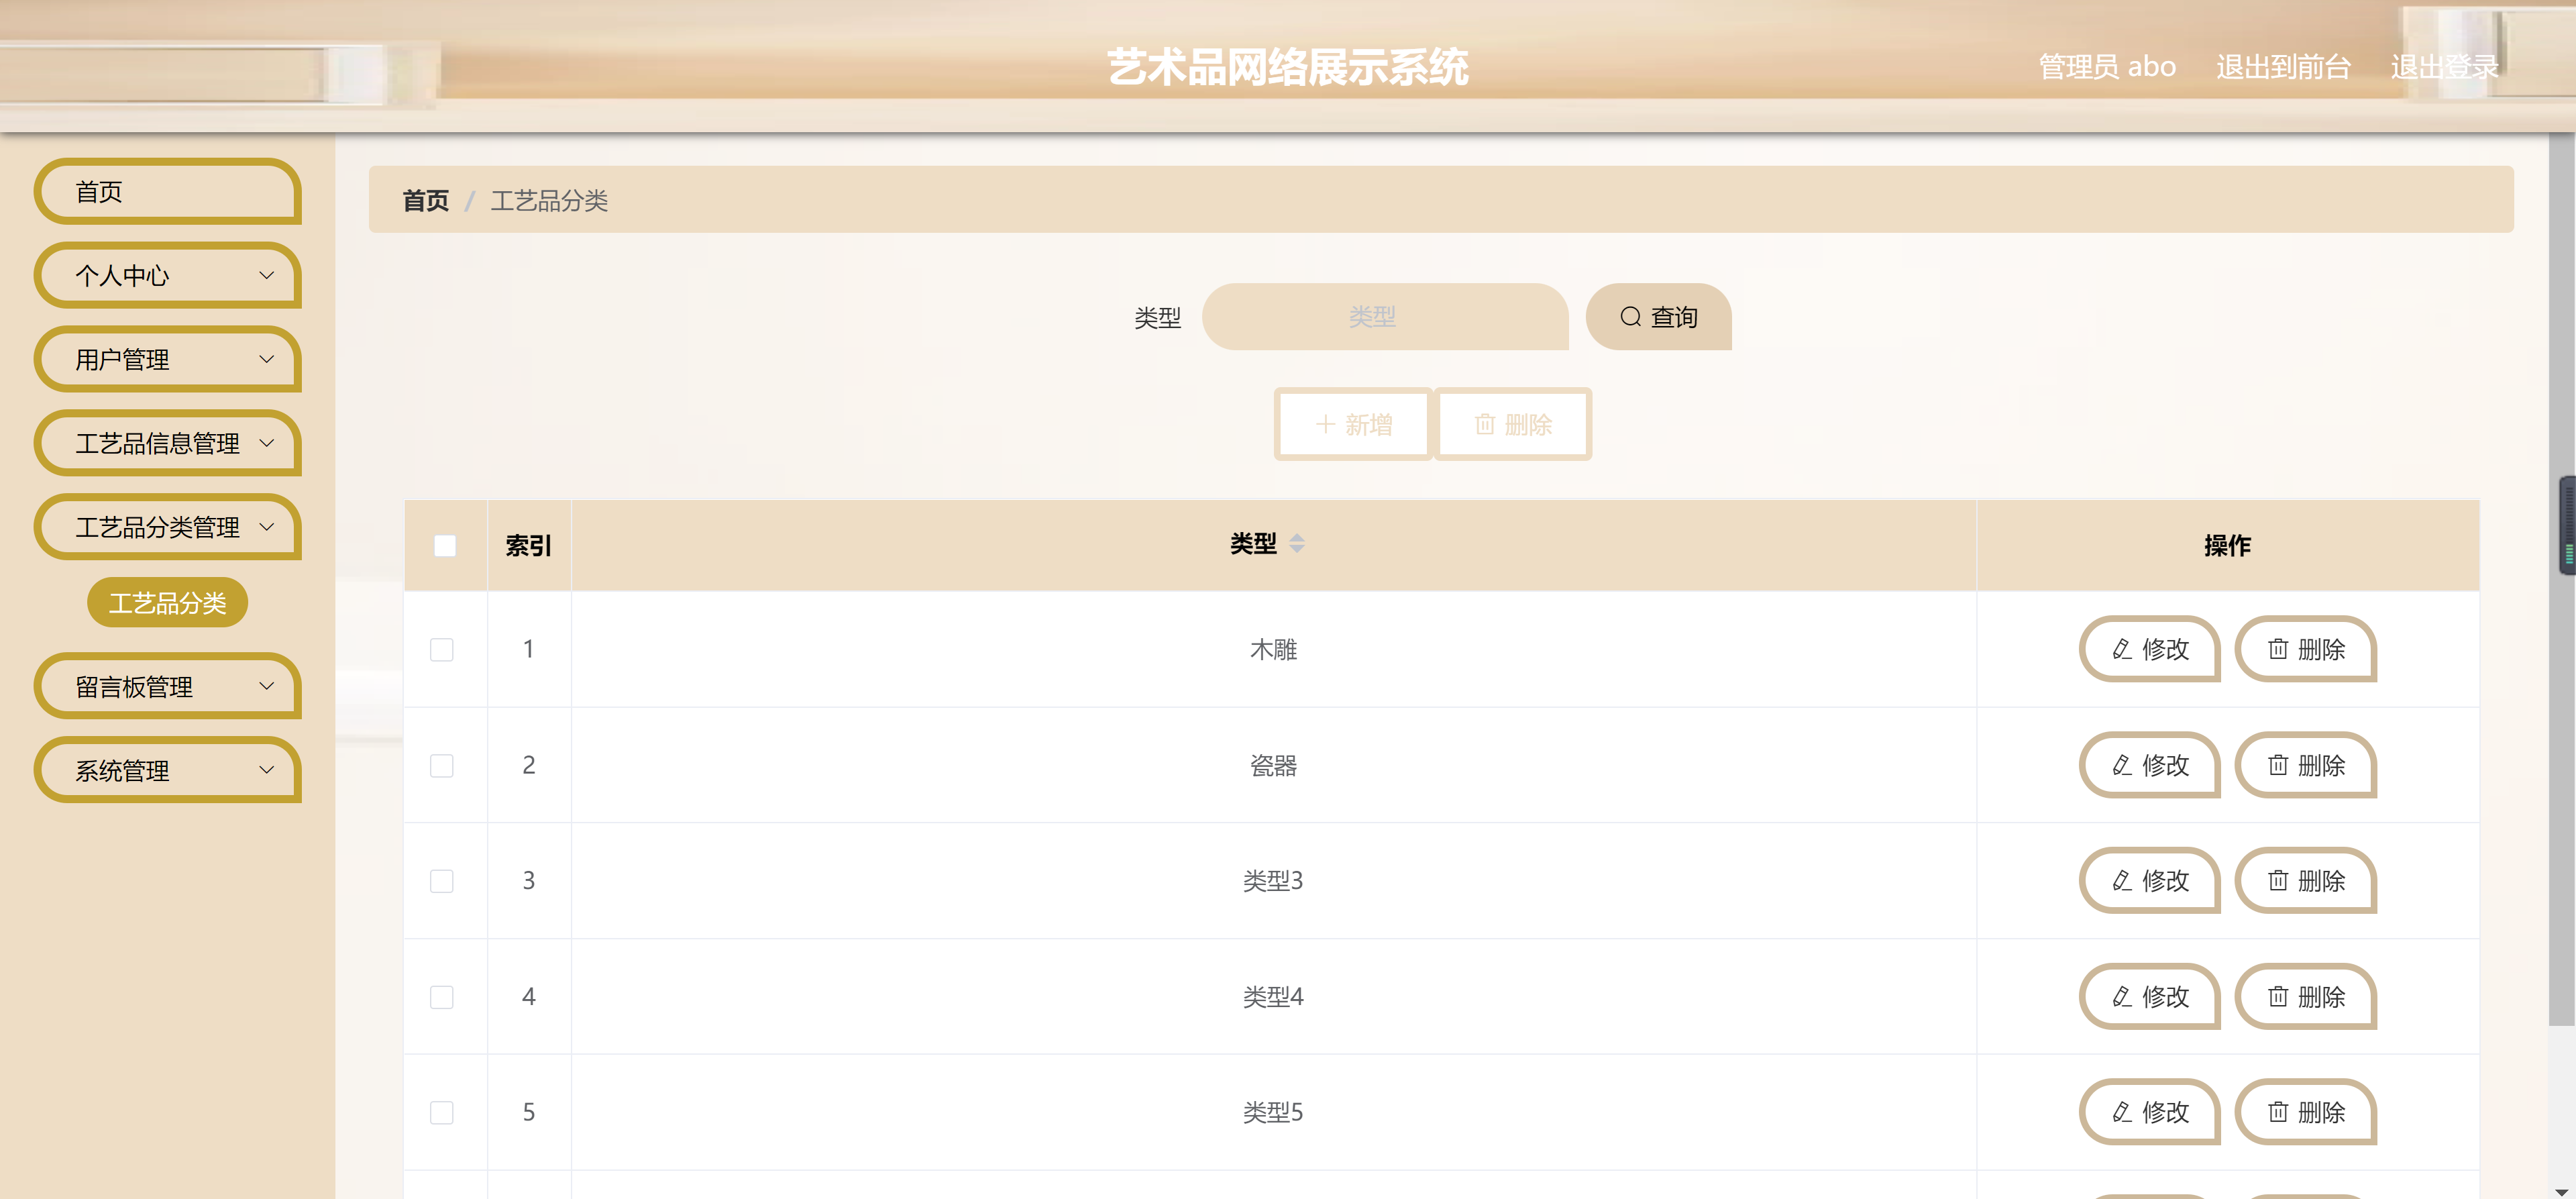 艺术品网络展示系统
管理员 abo 退出到前台 退出登录
首页
个人中心
用户管理
工艺品信息管理
工艺品分类管理
工艺品分类
留言板管理
系统管理
首页 / 工艺品分类
类型 类型 查询
新增 删除
索引 类型 操作
1 木雕 修改 删除
2 瓷器 修改 删除
3 类型3 修改 删除
4 类型4 修改 删除
5 类型5 修改 删除